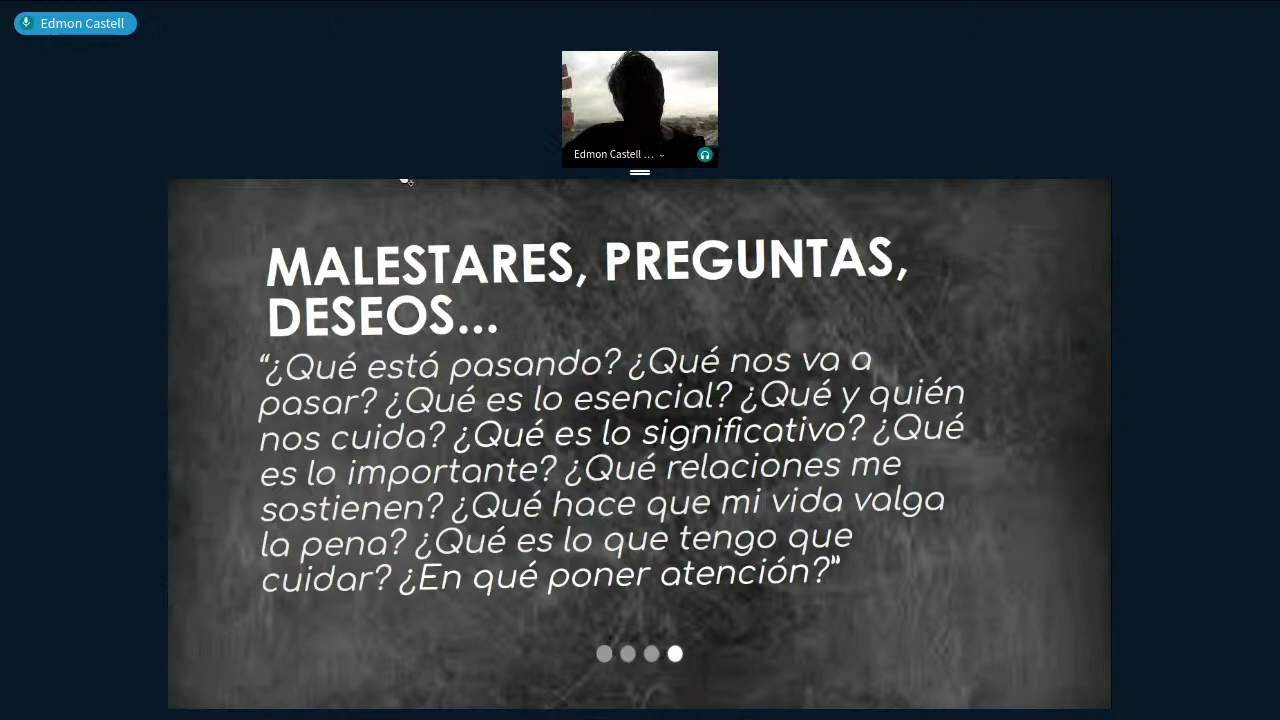 Edmon Castell
Edmon Castell ...
MALESTARES, PREGUNTAS,
DESEOS...
“¿Qué está pasando? ¿Qué nos va a
pasar? ¿Qué es lo esencial? ¿Qué y quién
nos cuida? ¿Qué es lo significativo? ¿Qué
es lo importante? ¿Qué relaciones me
sostienen? ¿Qué hace que mi vida valga
la pena? ¿Qué es lo que tengo que
cuidar? ¿En qué poner atención?”